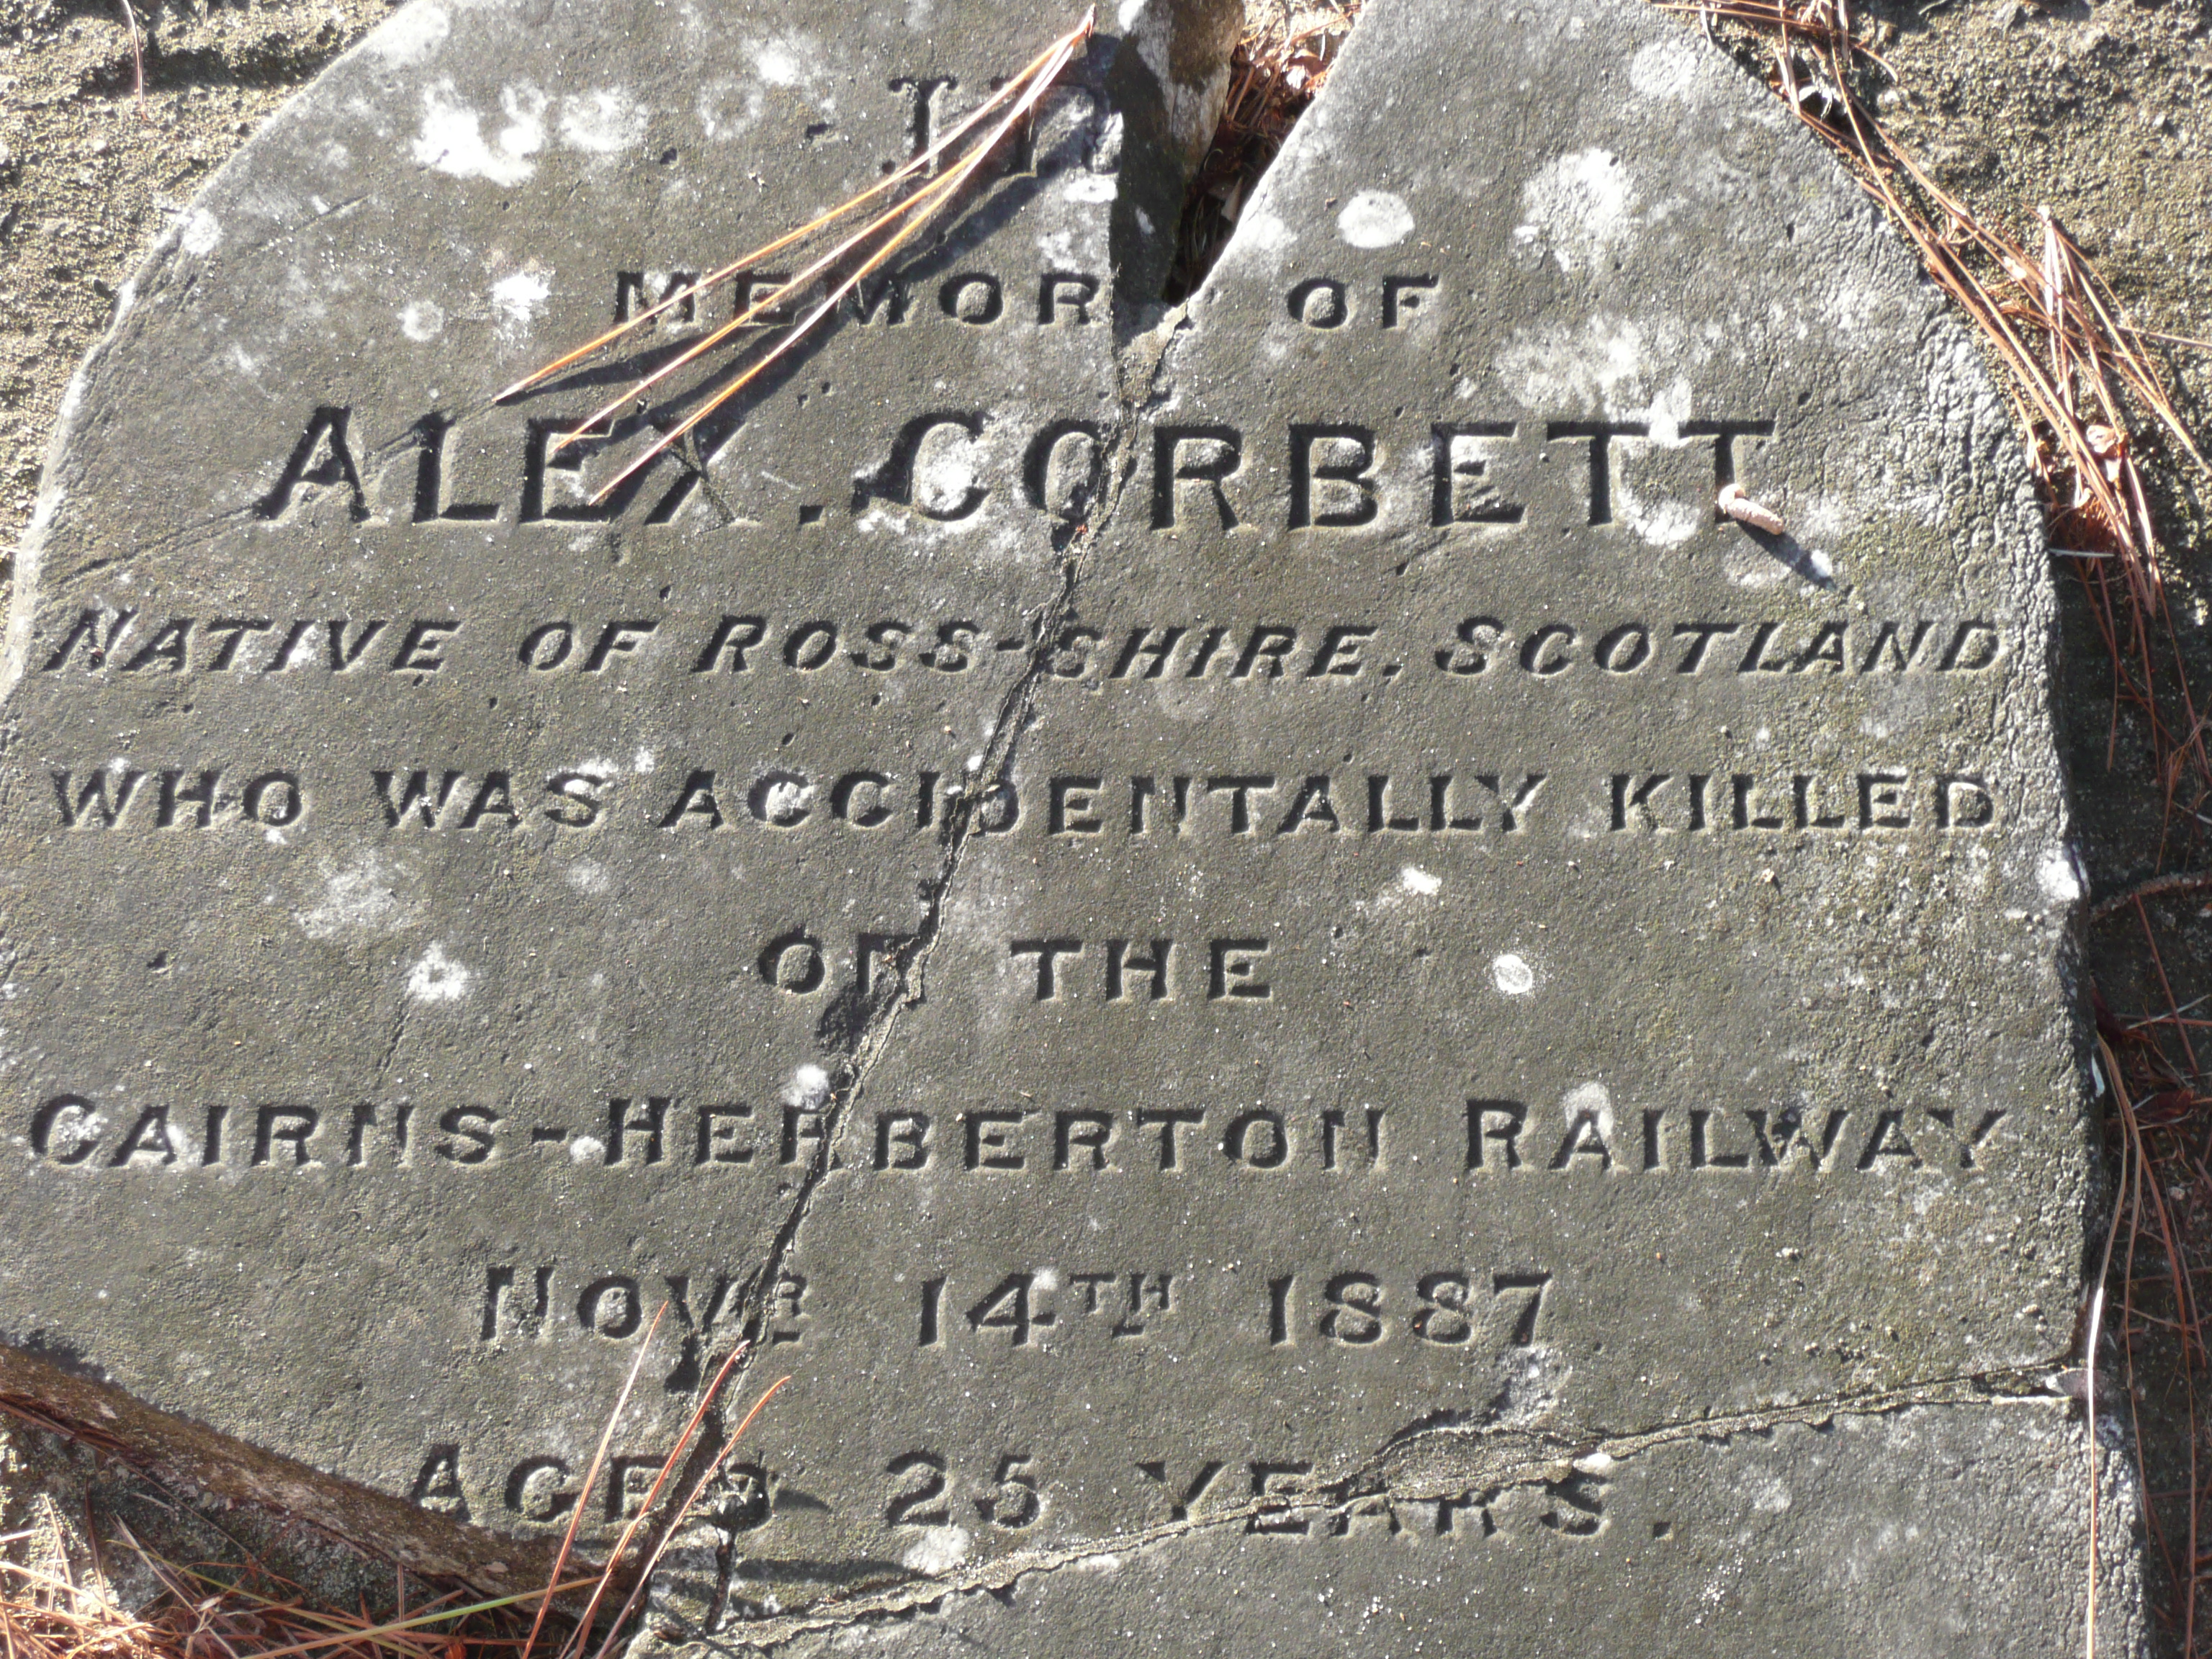 IN
MEMORY OF
ALEX. CORBETT
NATIVE OF ROSS-SHIRE, SCOTLAND
WHO WAS ACCIDENTALLY KILLED
ON THE
CAIRNS-HERBERTON RAILWAY
NOVR 14TH 1887
AGED 25 YEARS.